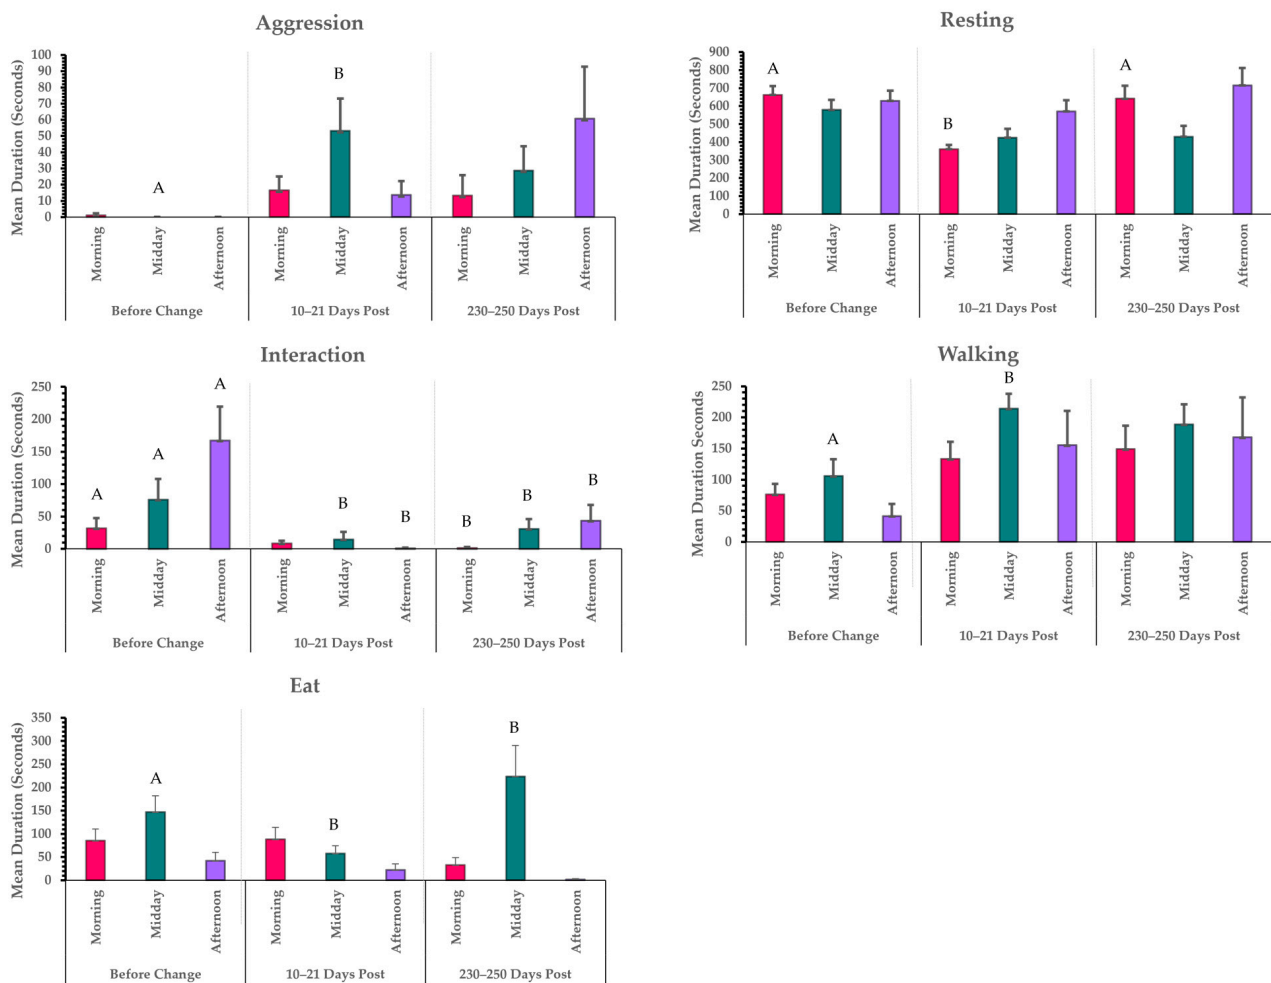 Aggression
Mean Duration (Seconds)
100
90
80
70
60
50
40
30
20
10
0
A
B
Morning
Midday
Afternoon
Morning
Midday
Afternoon
Morning
Midday
Afternoon
Before Change
10–21 Days Post
230–250 Days Post
Resting
Mean Duration (Seconds)
900
800
700
600
500
400
300
200
100
0
A
B
A
Morning
Midday
Afternoon
Morning
Midday
Afternoon
Morning
Midday
Afternoon
Before Change
10–21 Days Post
230–250 Days Post
Interaction
Mean Duration (Seconds)
250
200
150
100
50
0
A
A
A
B
B
B
B
B
Morning
Midday
Afternoon
Morning
Midday
Afternoon
Morning
Midday
Afternoon
Before Change
10–21 Days Post
230–250 Days Post
Walking
Mean Duration Seconds
250
200
150
100
50
0
A
B
Morning
Midday
Afternoon
Morning
Midday
Afternoon
Morning
Midday
Afternoon
Before Change
10–21 Days Post
230–250 Days Post
Eat
Mean Duration (Seconds)
350
300
250
200
150
100
50
0
A
B
B
Morning
Midday
Afternoon
Morning
Midday
Afternoon
Morning
Midday
Afternoon
Before Change
10–21 Days Post
230–250 Days Post